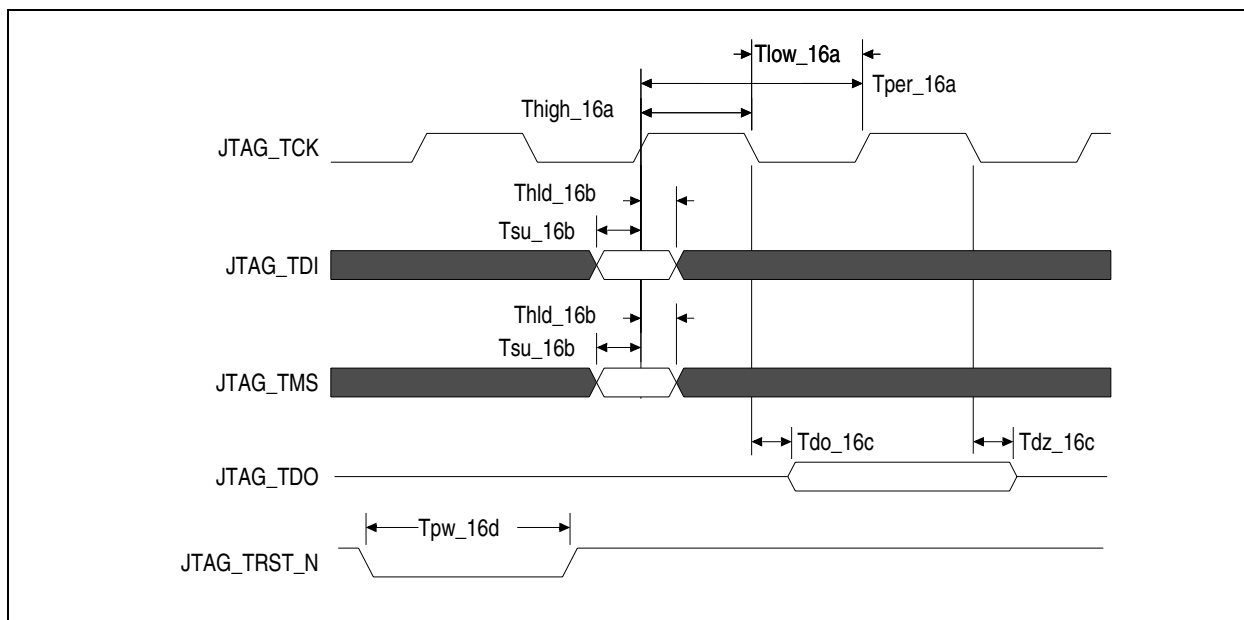 Tlow_16a
Tper_16a
Thigh_16a
JTAG_TCK
Thld_16b
Tsu_16b
JTAG_TDI
Thld_16b
Tsu_16b
JTAG_TMS
Tdo_16c
Tdz_16c
JTAG_TDO
Tpw_16d
JTAG_TRST_N